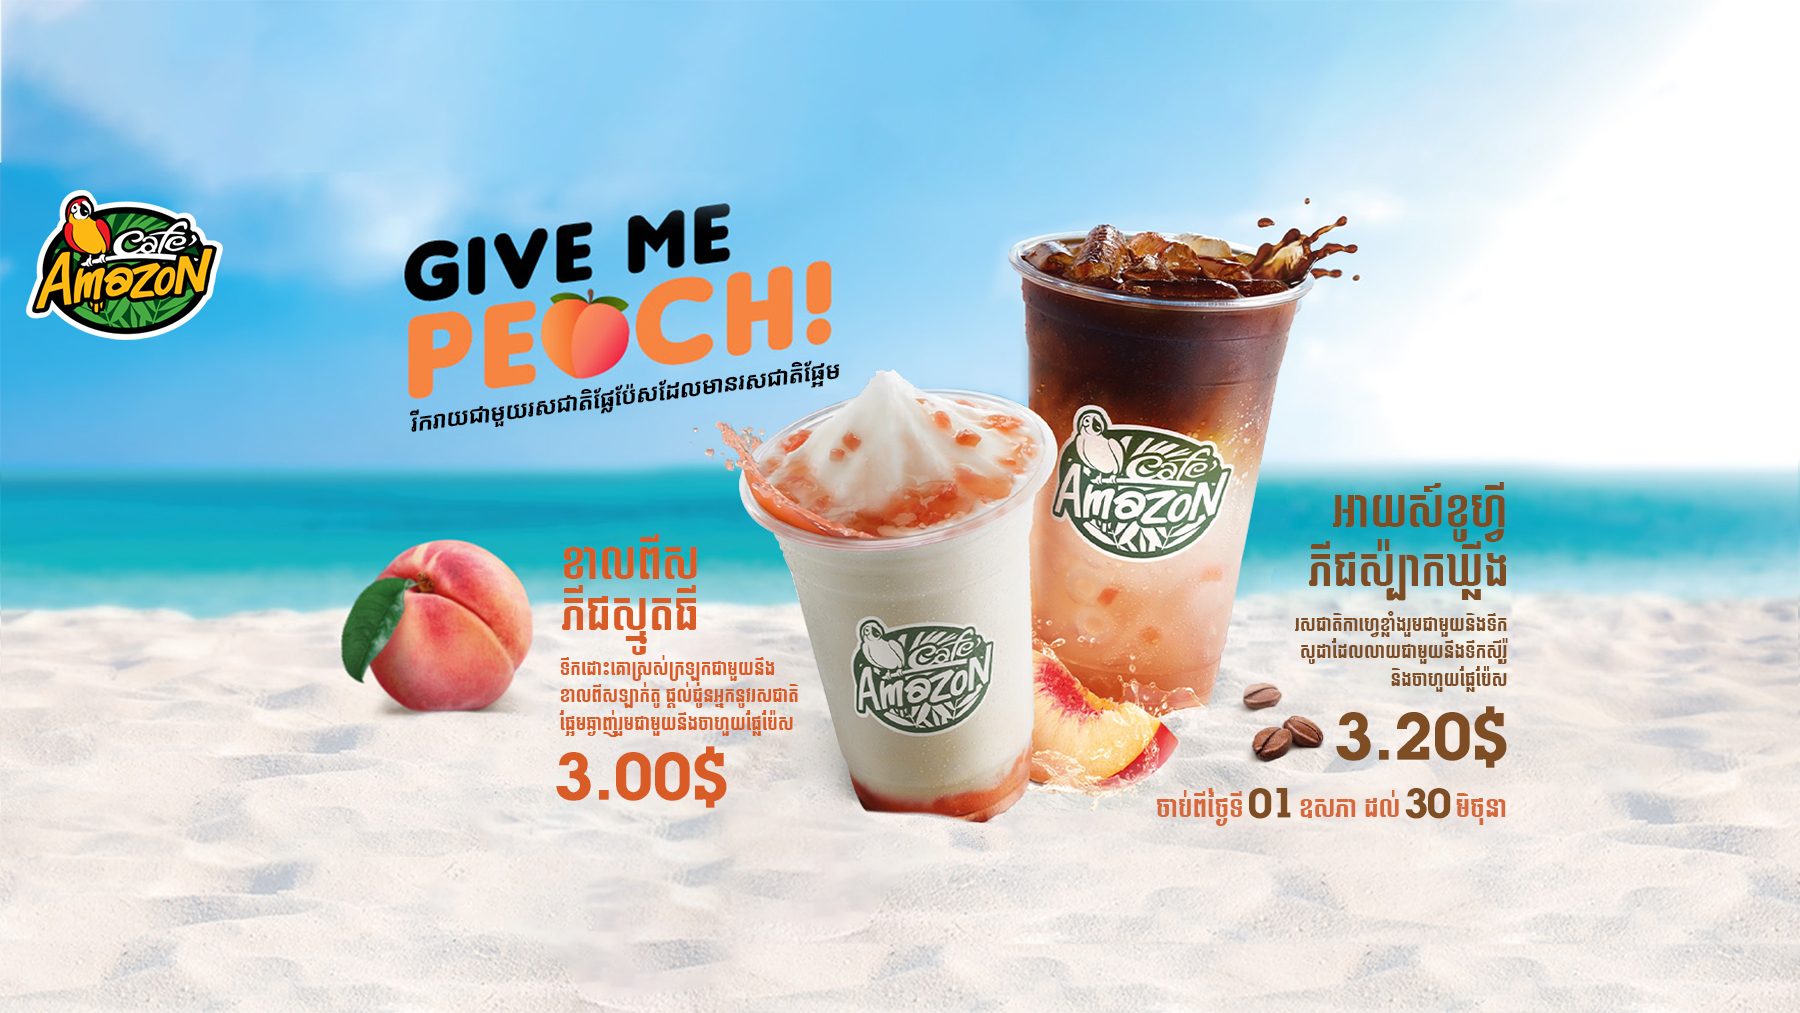 Café
Amazon
GIVE ME
PEACH!
រីករាយជាមួយរសជាតិផ្លែប៉ែសដែលមានរសជាតិផ្អែម
ខាលពីស
ភីជស្មូតធី
ទឹកដោះគោស្រស់ក្រឡុកជាមួយនឹង
ខាលពីសឡាក់តូ ផ្តល់ជូនអ្នកនូវរសជាតិ
ផ្អែមឆ្ងាញ់រួមជាមួយនឹងចាហួយផ្លែប៉ែស
3.00$
Café
Amazon
Café
Amazon
អាយស៍ខូហ្វី
ភីជស្ប៉ាកឃ្លីង
រសជាតិកាហ្វេខ្លាំងរួមជាមួយនិងទឹក
សូដាដែលលាយជាមួយនឹងទឹកស៊ីរ៉ូ
និងចាហួយផ្លែប៉ែស
3.20$
ចាប់ពីថ្ងៃទី 01 ឧសភា ដល់ 30 មិថុនា